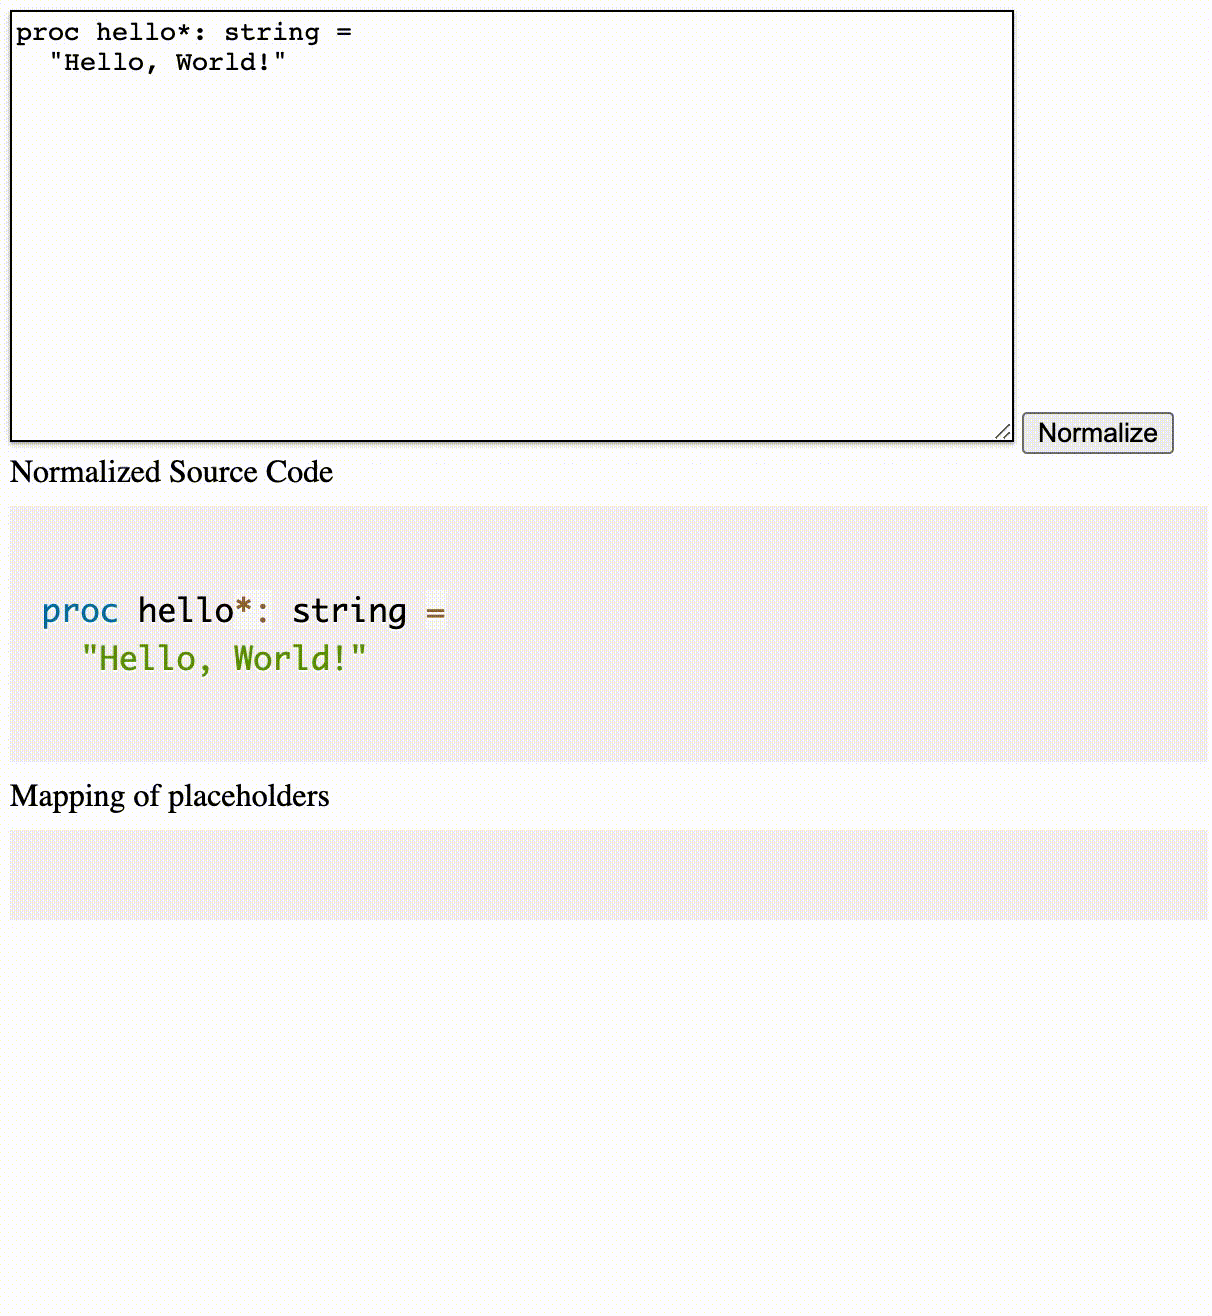 proc hello*: string =
  "Hello, World!"
Normalize
Normalized Source Code
proc hello*: string =
  "Hello, World!"
Mapping of placeholders